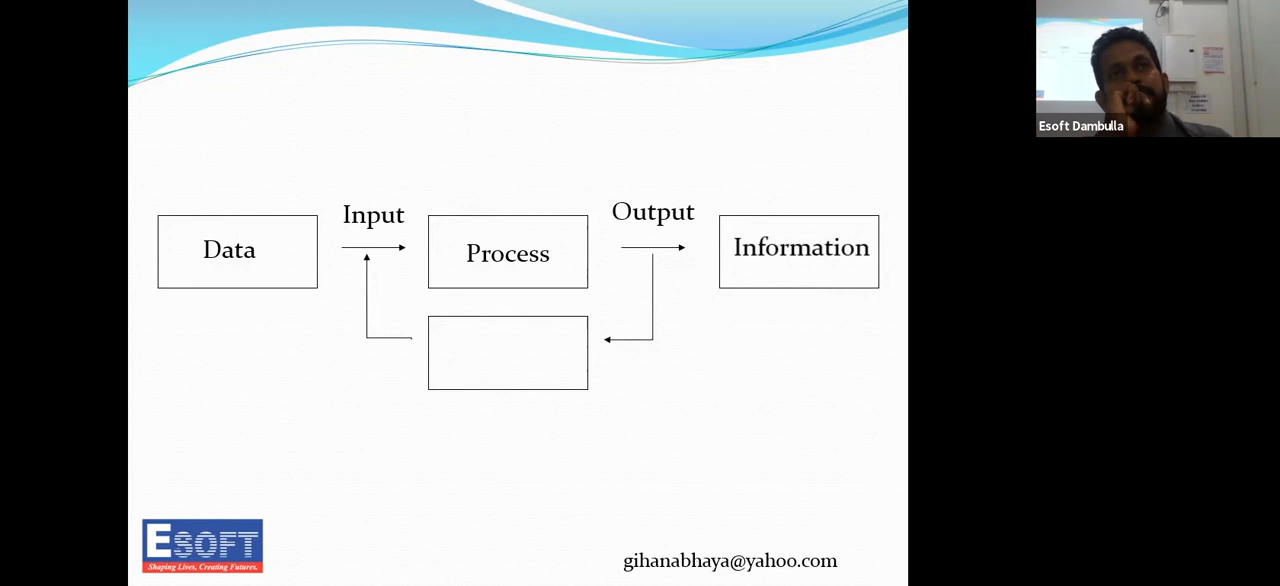 Input
Output
Data
Process
Information
ESOFT
Shaping Lives, Creating Futures.
gihanabhaya@yahoo.com
Esoft Dambulla